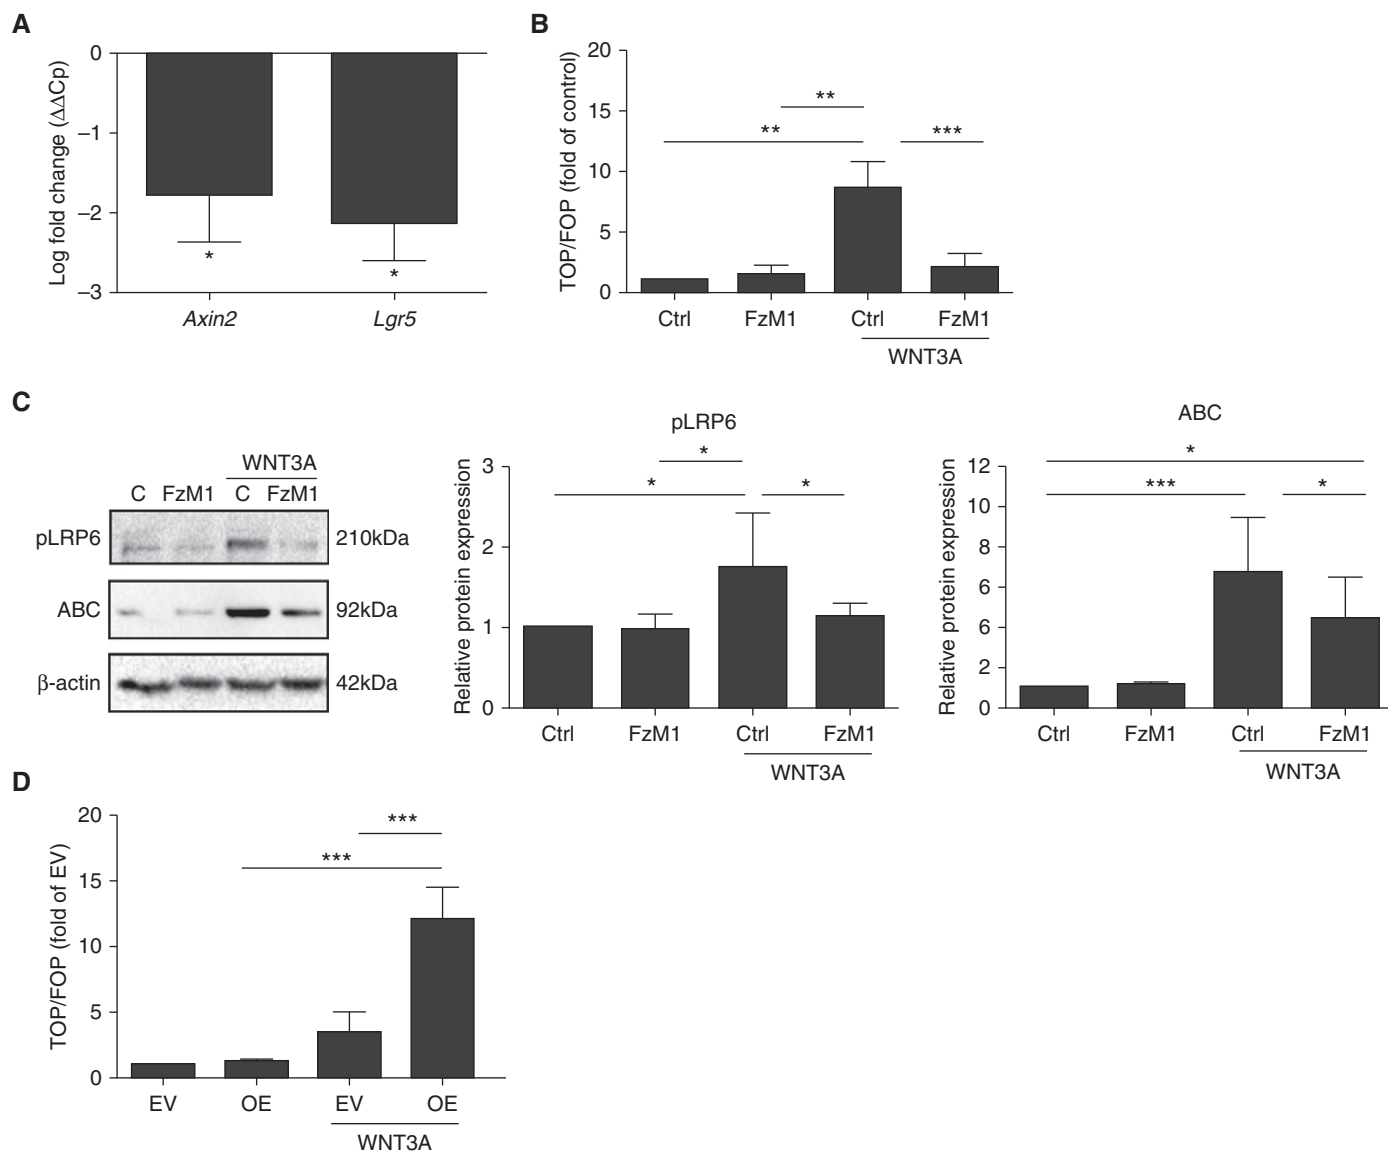 A
Log fold change (ΔΔCp)
0
–1
–2
–3
*
*
Axin2
Lgr5
B
TOP/FOP (fold of control)
20
15
10
5
0
**
**
***
Ctrl
FzM1
Ctrl
FzM1
WNT3A
C
WNT3A
C FzM1 C FzM1
pLRP6 210kDa
ABC 92kDa
β-actin 42kDa
pLRP6
Relative protein expression
3
2
1
0
*
*
*
Ctrl
FzM1
Ctrl
FzM1
WNT3A
ABC
Relative protein expression
12
10
8
6
6
2
0
*
***
*
Ctrl
FzM1
Ctrl
FzM1
WNT3A
D
TOP/FOP (fold of EV)
20
15
10
5
0
***
***
EV
OE
EV
OE
WNT3A